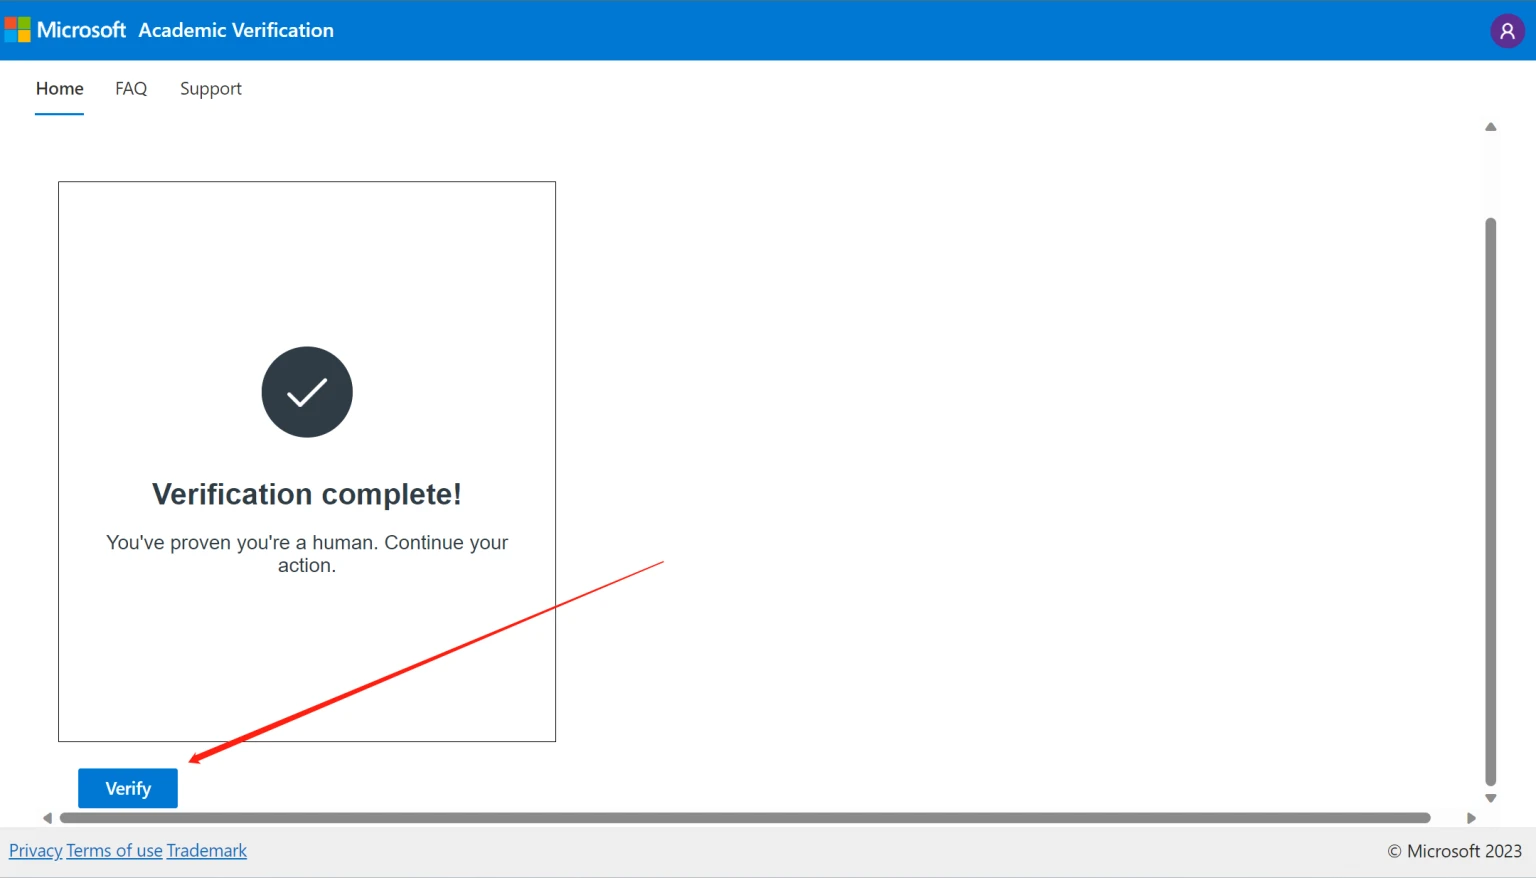 Microsoft Academic Verification
Home FAQ Support
Verification complete!
You've proven you're a human. Continue your
action.
Verify
Privacy Terms of use Trademark
© Microsoft 2023